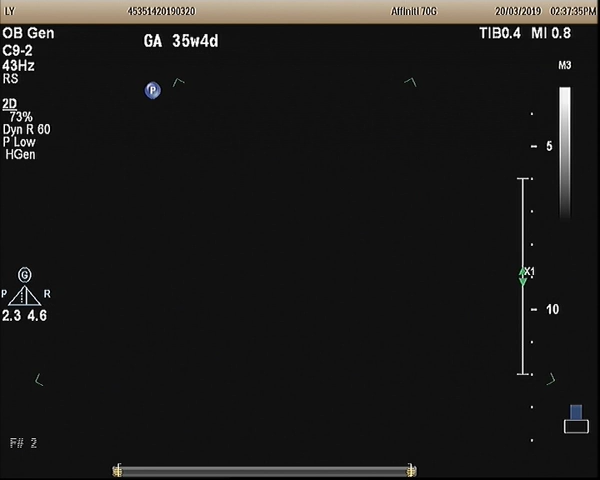 LY 45351420190320 Affiniti 70G 20/03/2019 02:37:35PM
OB Gen
C9-2
43Hz
RS
GA 35w4d
TIB0.4 MI 0.8
M3
P
2D
73%
Dyn R 60
P Low
HGen
5
X1
G
P R
2.3 4.6
10
F# 2